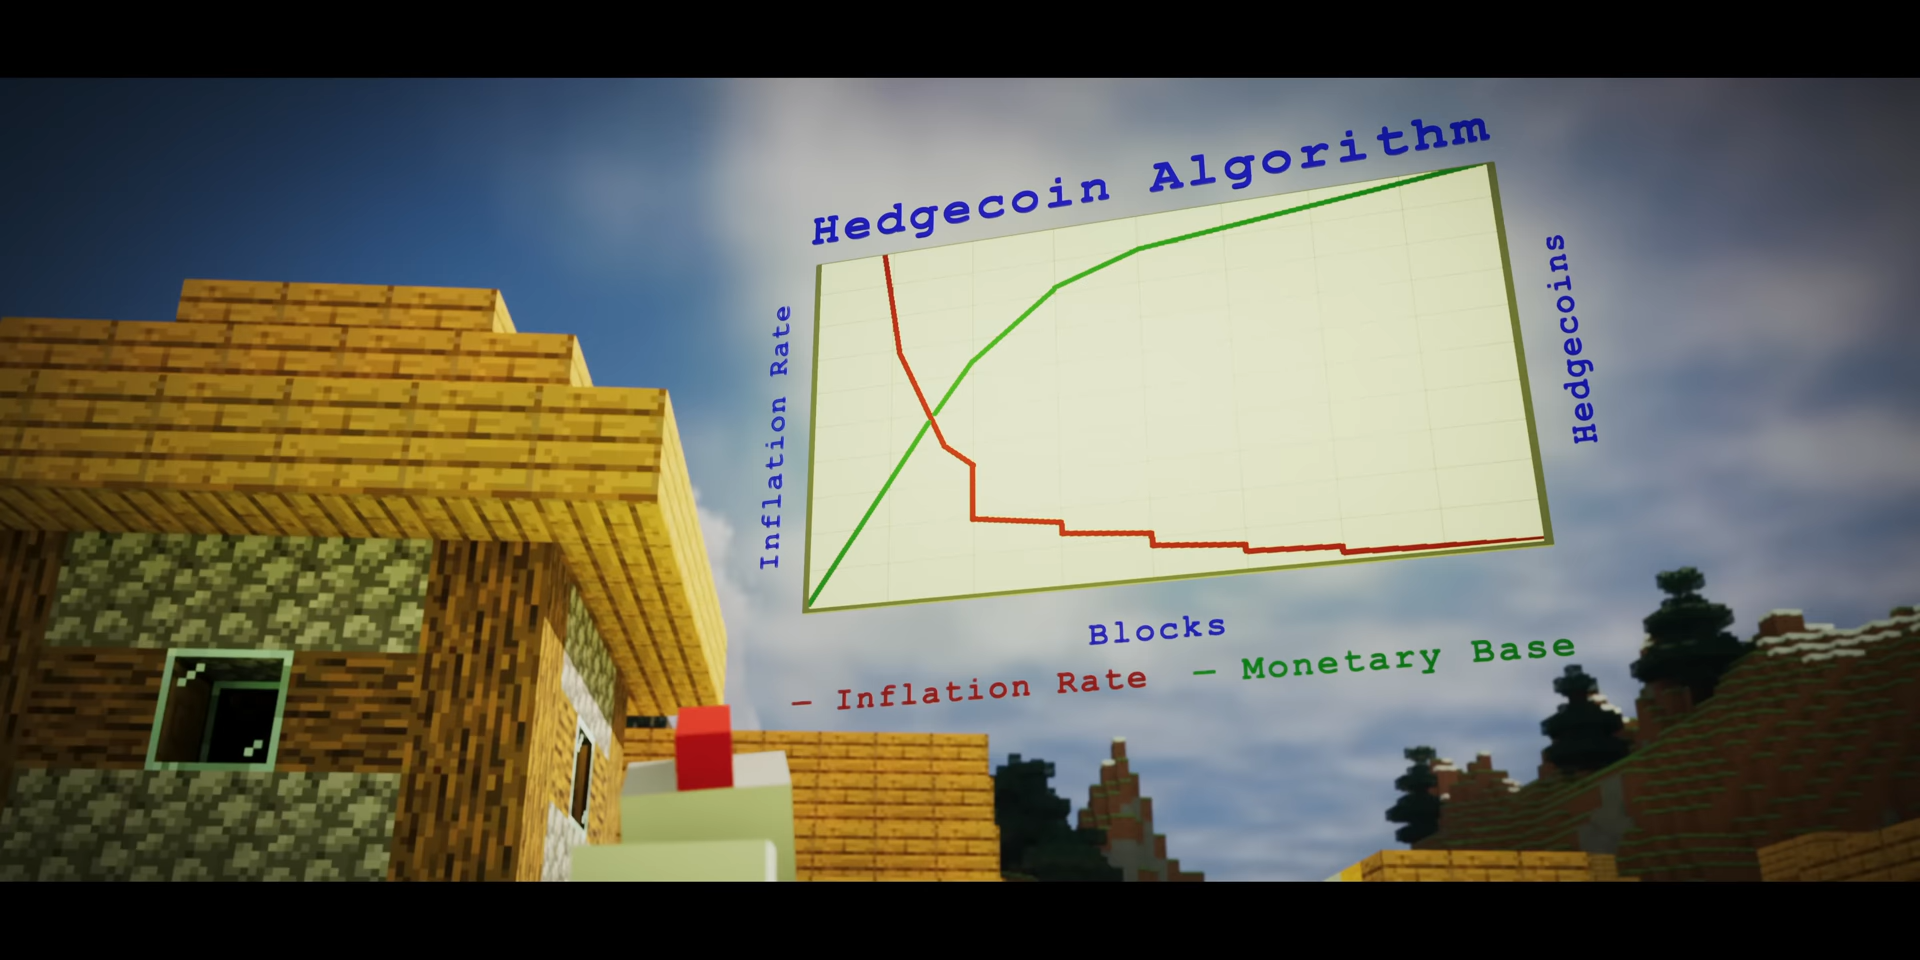 Hedgecoin Algorithm
Inflation Rate
Hedgecoins
Blocks
— Inflation Rate — Monetary Base